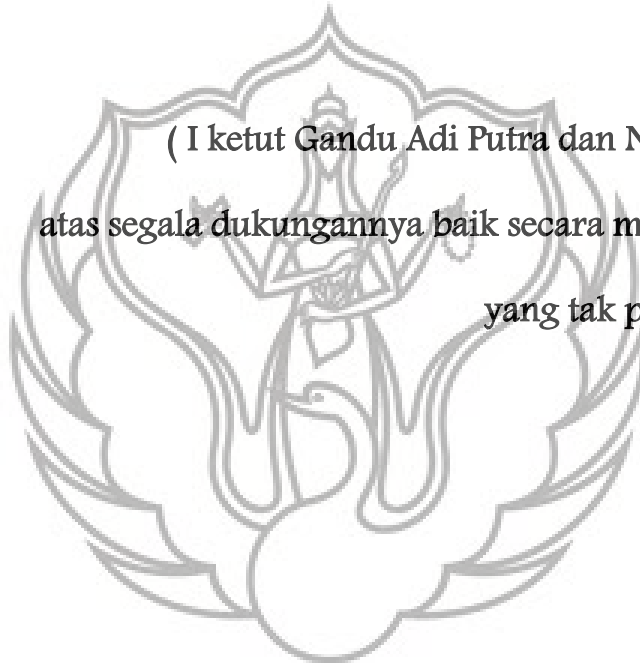 ( I ketut Gandu Adi Putra dan N
atas segala dukungannya baik secara m
yang tak p